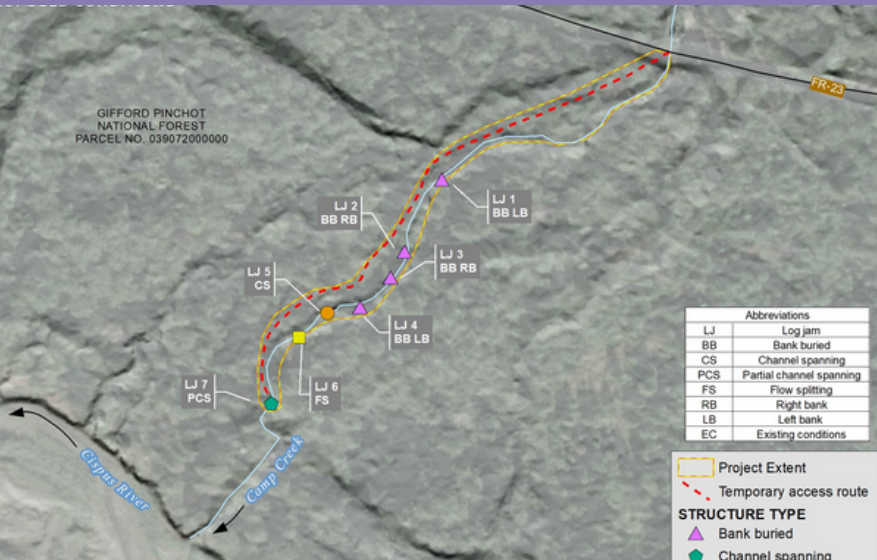 FR-23
GIFFORD PINCHOT
NATIONAL FOREST
PARCEL NO. 039072000000
LJ 1
BB LB
LJ 2
BB RB
LJ 3
BB RB
LJ 5
CS
LJ 4
BB LB
LJ 7
PCS
LJ 6
FS
Cispus River
Camp Creek
Abbreviations
LJ Log jam
BB Bank buried
CS Channel spanning
PCS Partial channel spanning
FS Flow splitting
RB Right bank
LB Left bank
EC Existing conditions
Project Extent
Temporary access route
STRUCTURE TYPE
Bank buried
Channel spanning